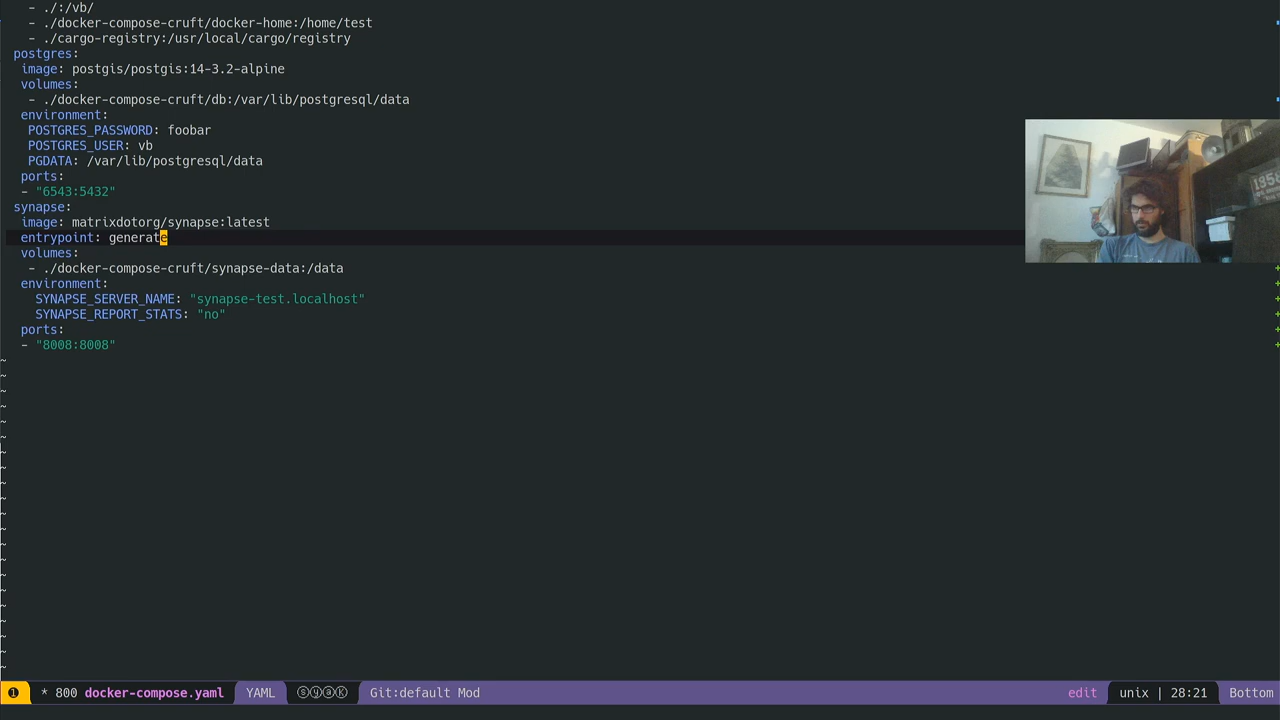 - ./:/vb/
- ./docker-compose-cruft/docker-home:/home/test
- ./cargo-registry:/usr/local/cargo/registry
postgres:
image: postgis/postgis:14-3.2-alpine
volumes:
- ./docker-compose-cruft/db:/var/lib/postgresql/data
environment:
POSTGRES_PASSWORD: foobar
POSTGRES_USER: vb
PGDATA: /var/lib/postgresql/data
ports:
- "6543:5432"
synapse:
image: matrixdotorg/synapse:latest
entrypoint: generate
volumes:
- ./docker-compose-cruft/synapse-data:/data
environment:
SYNAPSE_SERVER_NAME: "synapse-test.localhost"
SYNAPSE_REPORT_STATS: "no"
ports:
- "8008:8008"
❶ * 800 docker-compose.yaml YAML ⓢⓨⓐⓚ Git:default Mod edit unix | 28:21 Bottom